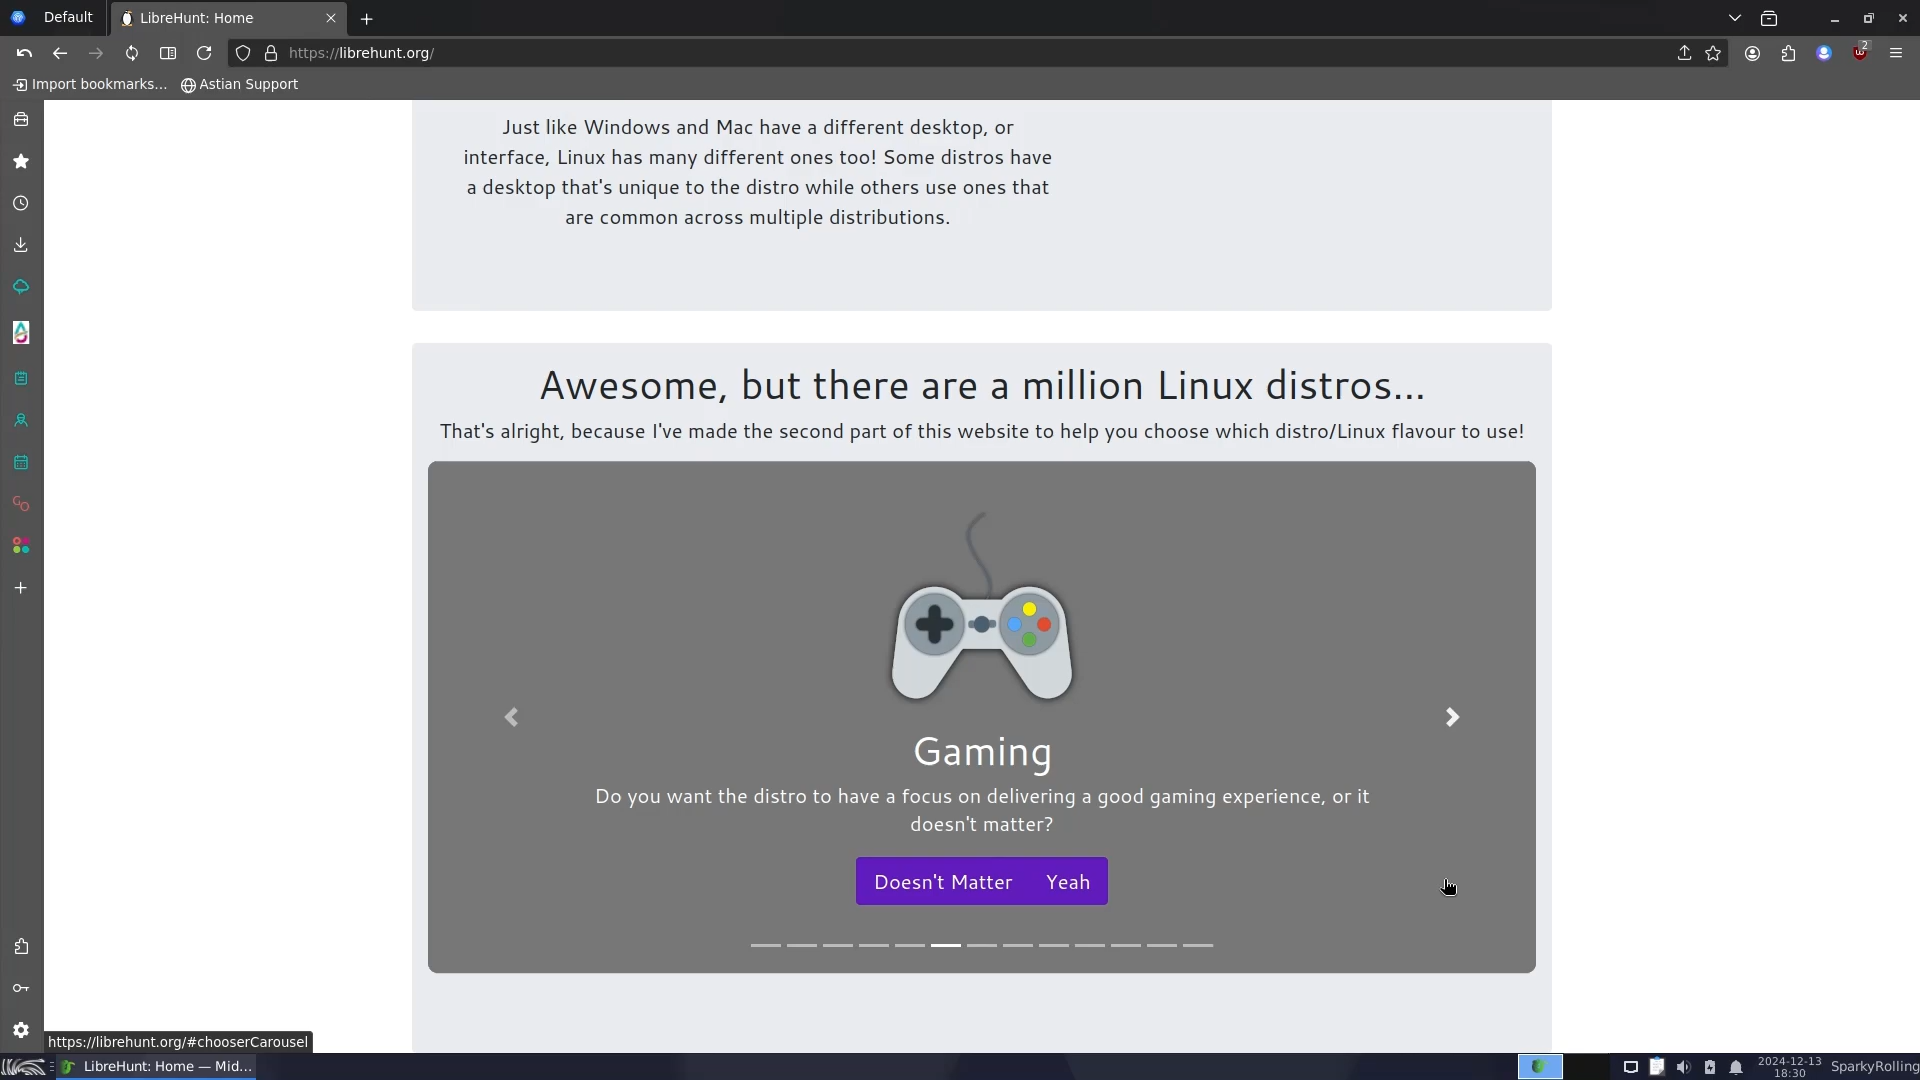 Default
LibreHunt: Home
https://librehunt.org/
2
Import bookmarks...
Astian Support
Just like Windows and Mac have a different desktop, or
interface, Linux has many different ones too! Some distros have
a desktop that's unique to the distro while others use ones that
are common across multiple distributions.
Awesome, but there are a million Linux distros...
That's alright, because I've made the second part of this website to help you choose which distro/Linux flavour to use!
Gaming
Do you want the distro to have a focus on delivering a good gaming experience, or it
doesn't matter?
Doesn't Matter Yeah
https://librehunt.org/#chooserCarousel
LibreHunt: Home — Mid...
2024-12-13
18:30
SparkyRolling